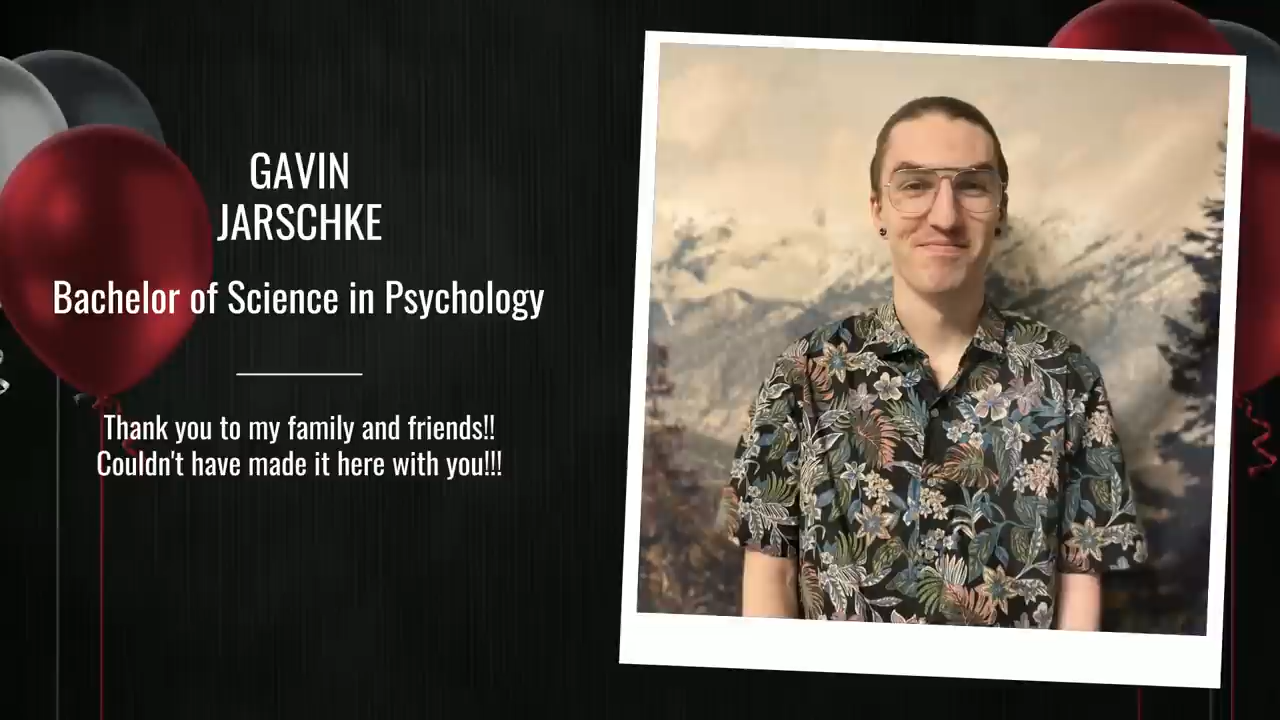 GAVIN
JARSCHKE
Bachelor of Science in Psychology
Thank you to my family and friends!!
Couldn't have made it here with you!!!